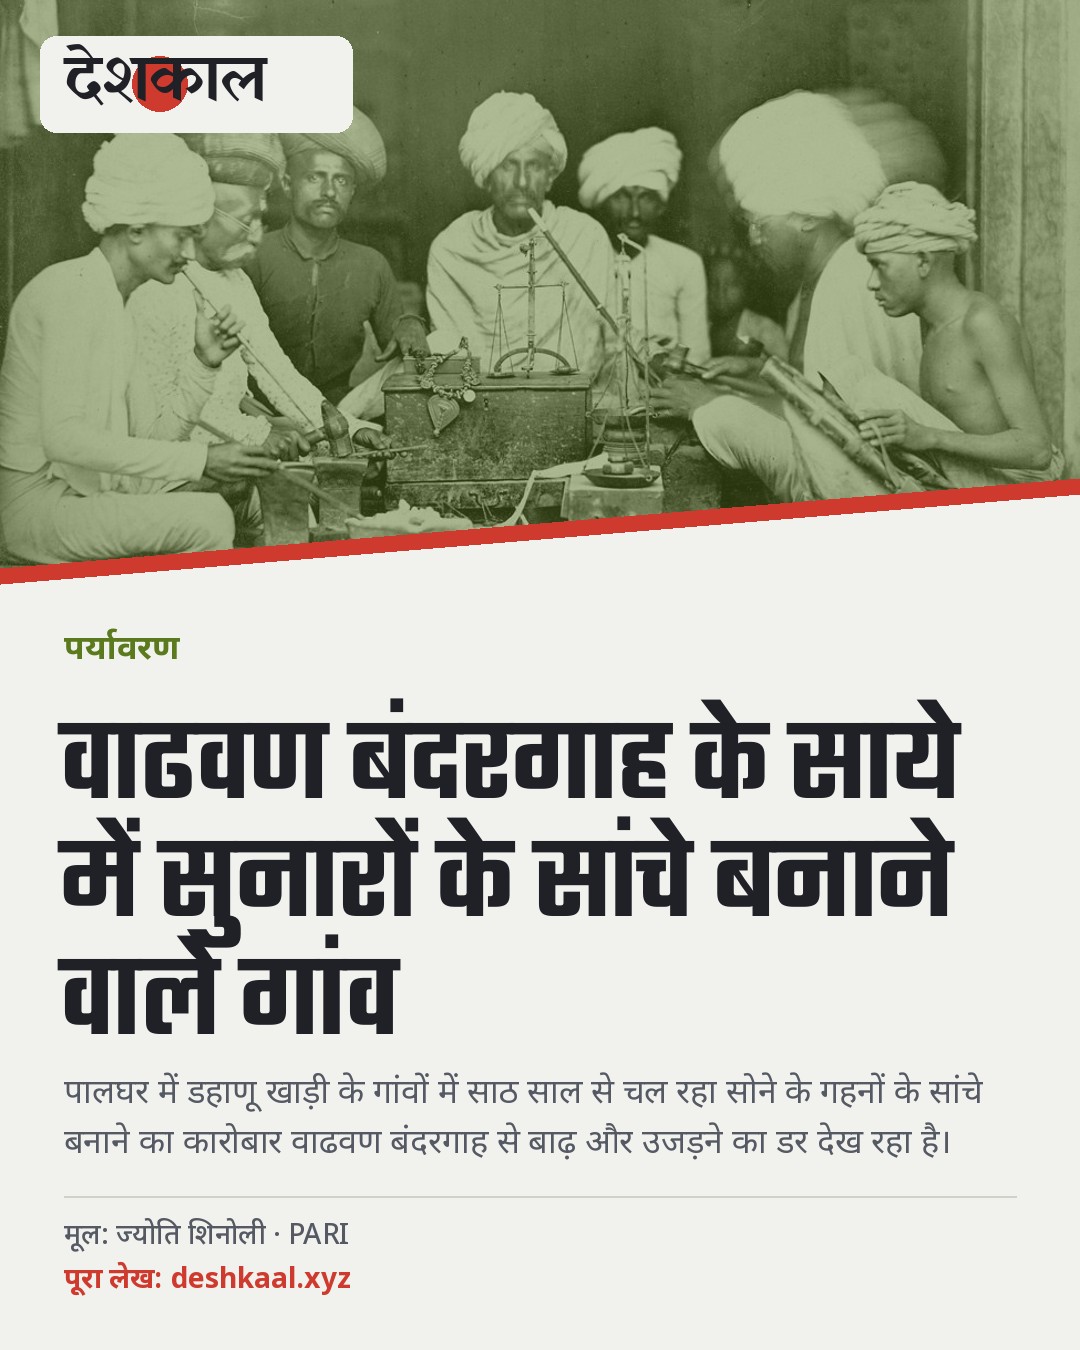 देशकाल
पर्यावरण
वाढवण बंदरगाह के साये
में सुनारों के सांचे बनाने
वाले गांव
पालघर में डहाणू खाड़ी के गांवों में साठ साल से चल रहा सोने के गहनों के सांचे
बनाने का कारोबार वाढवण बंदरगाह से बाढ़ और उजड़ने का डर देख रहा है।
मूल: ज्योति शिनोली · PARI
पूरा लेख: deshkaal.xyz